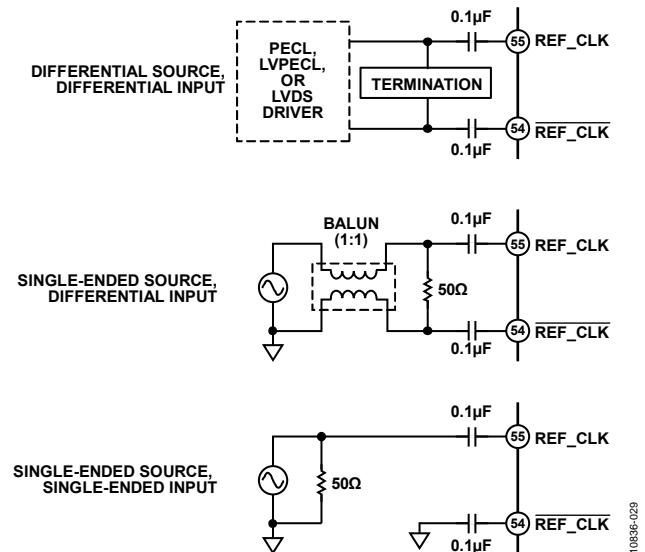 0.1µF
PECL,
LVPECL,
OR
LVDS
DRIVER
TERMINATION
55 REF_CLK
DIFFERENTIAL SOURCE,
DIFFERENTIAL INPUT
54 REF_CLK
0.1µF
BALUN
(1:1)
0.1µF
55 REF_CLK
SINGLE-ENDED SOURCE,
DIFFERENTIAL INPUT
50Ω
54 REF_CLK
0.1µF
0.1µF
55 REF_CLK
SINGLE-ENDED SOURCE,
SINGLE-ENDED INPUT
50Ω
54 REF_CLK
0.1µF
10836-029